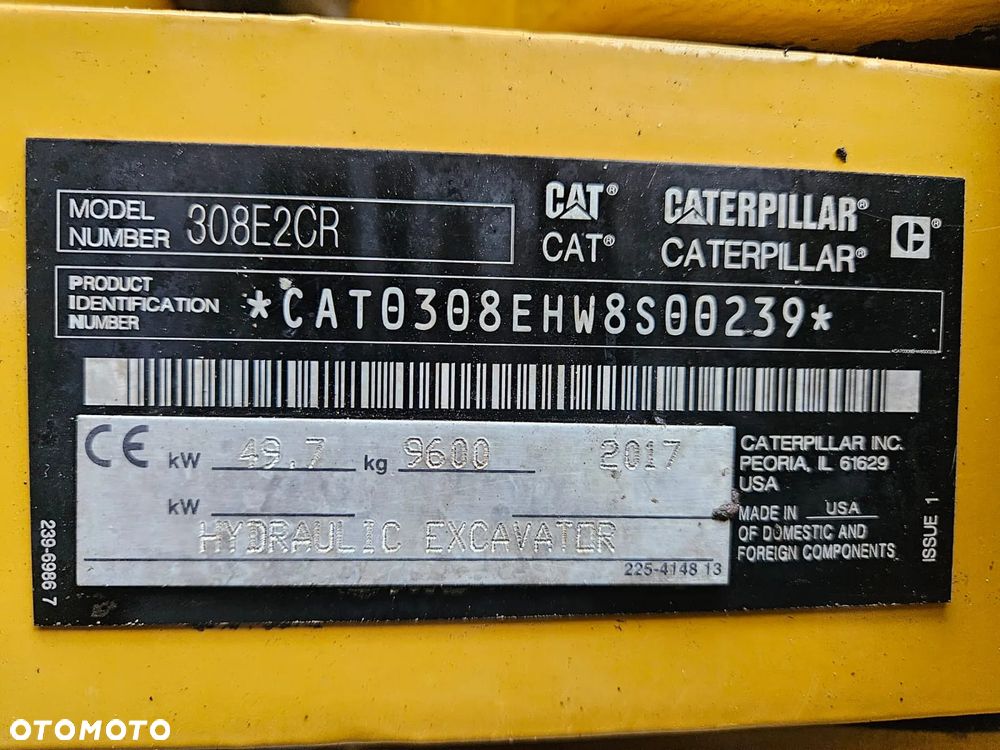 MODEL
NUMBER 308E2CR
CAT® CATERPILLAR®
CAT® CATERPILLAR®
PRODUCT
IDENTIFICATION
NUMBER
*CAT0308EHW8S00239*
CE kW 49.7 kg 9600 2017
kW
HYDRAULIC EXCAVATOR
225-4148 13
CATERPILLAR INC.
PEORIA, IL 61629
USA
MADE IN USA
OF DOMESTIC AND
FOREIGN COMPONENTS
ISSUE 1
239-6986 7
OTOMOTO